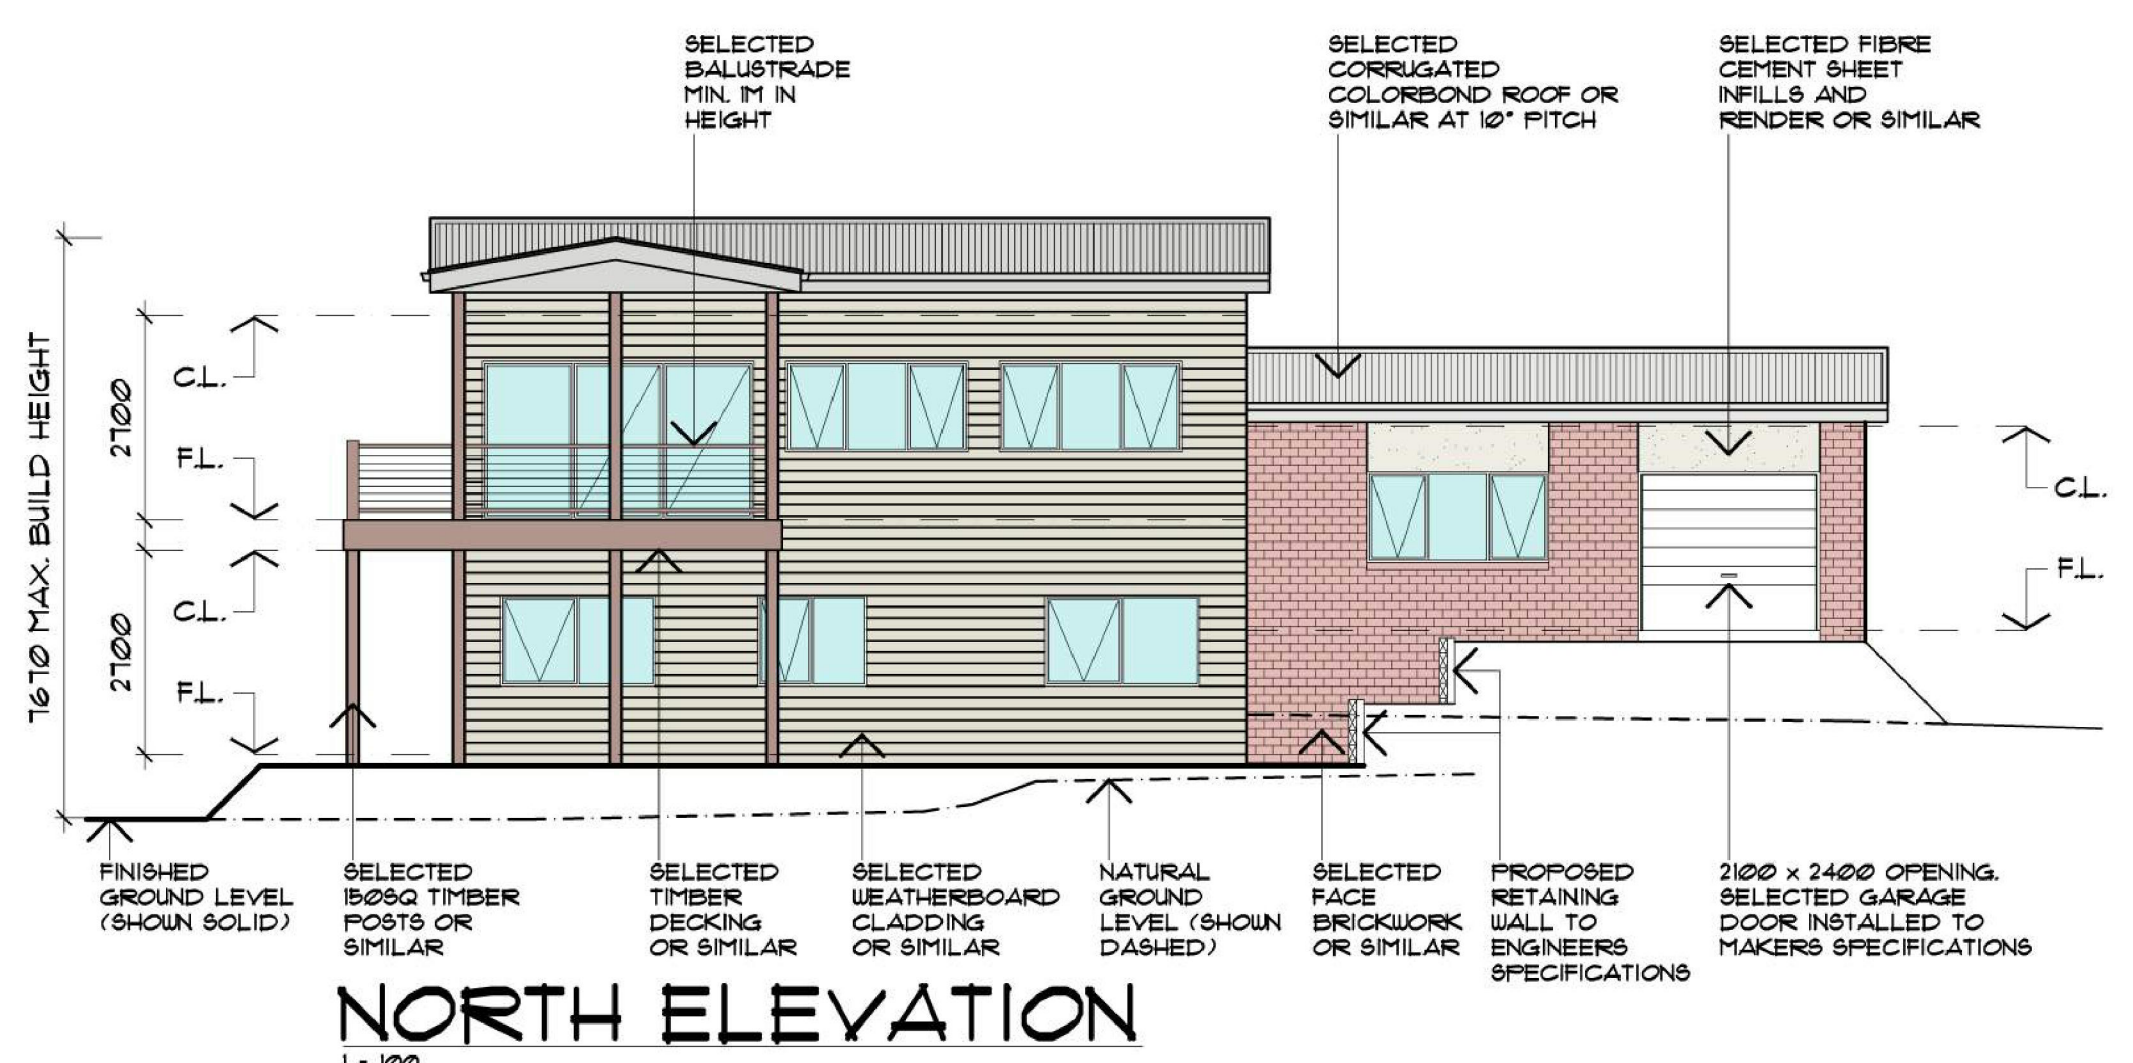 SELECTED
BALUSTRADE
MIN. 1M IN
HEIGHT
SELECTED
CORRUGATED
COLORBOND ROOF OR
SIMILAR AT 10° PITCH
SELECTED FIBRE
CEMENT SHEET
INFILLS AND
RENDER OR SIMILAR
7670 MAX. BUILD HEIGHT
2700
C.L.
F.L.
2700
C.L.
F.L.
C.L.
F.L.
FINISHED
GROUND LEVEL
(SHOWN SOLID)
SELECTED
150SQ TIMBER
POSTS OR
SIMILAR
SELECTED
TIMBER
DECKING
OR SIMILAR
SELECTED
WEATHERBOARD
CLADDING
OR SIMILAR
NATURAL
GROUND
LEVEL (SHOWN
DASHED)
SELECTED
FACE
BRICKWORK
OR SIMILAR
PROPOSED
RETAINING
WALL TO
ENGINEERS
SPECIFICATIONS
2100 x 2400 OPENING.
SELECTED GARAGE
DOOR INSTALLED TO
MAKERS SPECIFICATIONS
NORTH ELEVATION